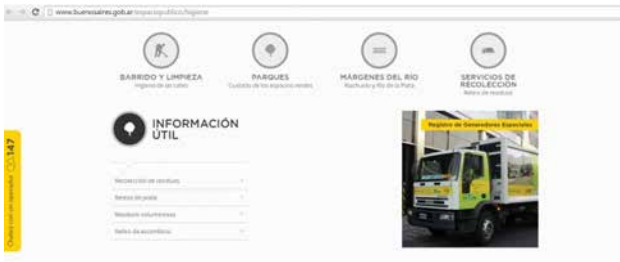 www.buenosaires.gob.ar/espaciopublico/higiene
BARRIDO Y LIMPIEZA
Higiene de las calles
PARQUES
Cuidado de los espacios verdes
MÁRGENES DEL RÍO
Riachuelo y Río de la Plata
SERVICIOS DE
RECOLECCIÓN
Retiro de residuos
INFORMACIÓN
ÚTIL
Registro de Generadores Especiales
Recolección de residuos
Restos de poda
Residuos voluminosos
Retiro de escombros
Chateá con un operador 147